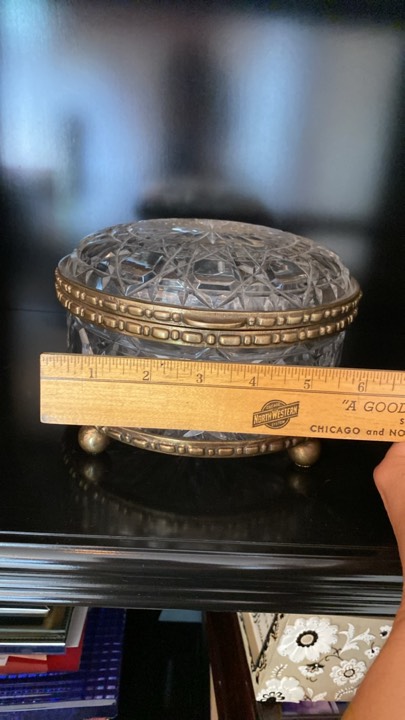 1 2 3 4 5 6
NORTH WESTERN
"A GOOD
CHICAGO and NO